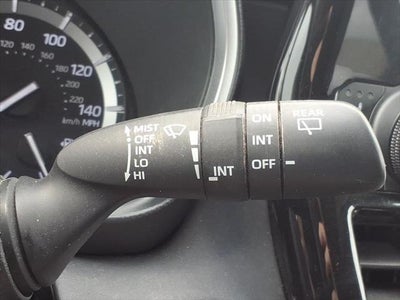 80
100
120
140
120
140
160
180
200
220
km/h MPH
MIST
OFF
INT
LO
HI
INT
ON
INT
OFF
REAR